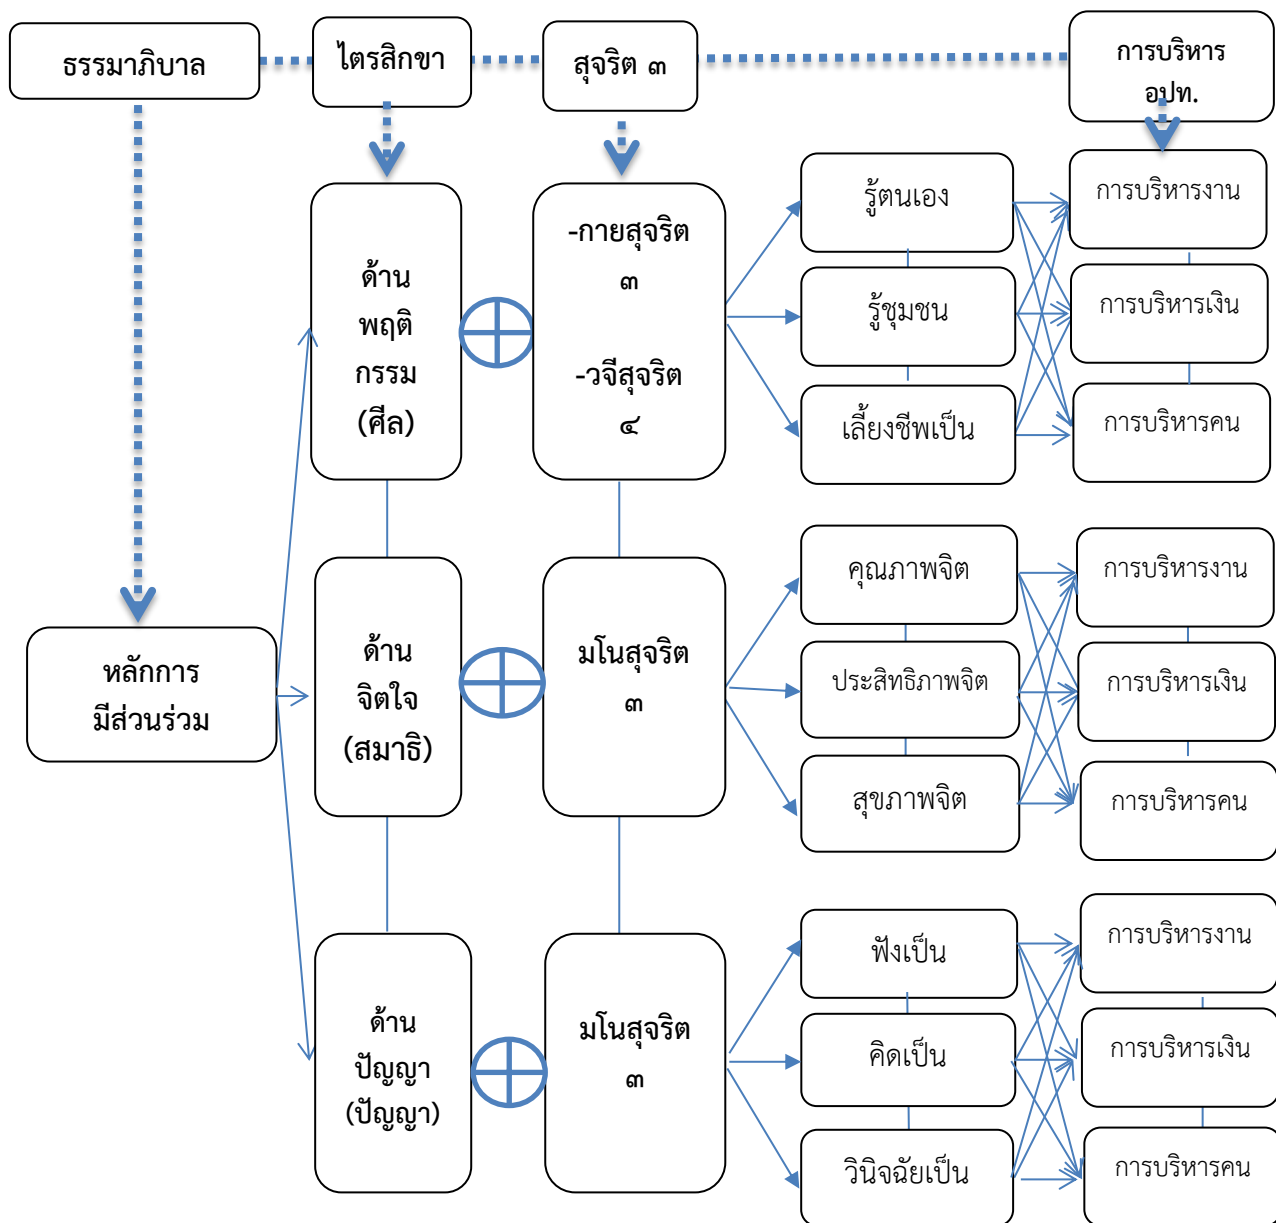 ธรรมาภิบาล
ไตรสิกขา
สุจริต ๓
การบริหาร
อปท.
หลักการ
มีส่วนร่วม
ด้าน
พฤติ
กรรม
(ศีล)
-กายสุจริต
๓
-วจีสุจริต
๔
รู้ตนเอง
รู้ชุมชน
เลี้ยงชีพเป็น
การบริหารงาน
การบริหารเงิน
การบริหารคน
ด้าน
จิตใจ
(สมาธิ)
มโนสุจริต
๓
คุณภาพจิต
ประสิทธิภาพจิต
สุขภาพจิต
การบริหารงาน
การบริหารเงิน
การบริหารคน
ด้าน
ปัญญา
(ปัญญา)
มโนสุจริต
๓
ฟังเป็น
คิดเป็น
วินิจฉัยเป็น
การบริหารงาน
การบริหารเงิน
การบริหารคน